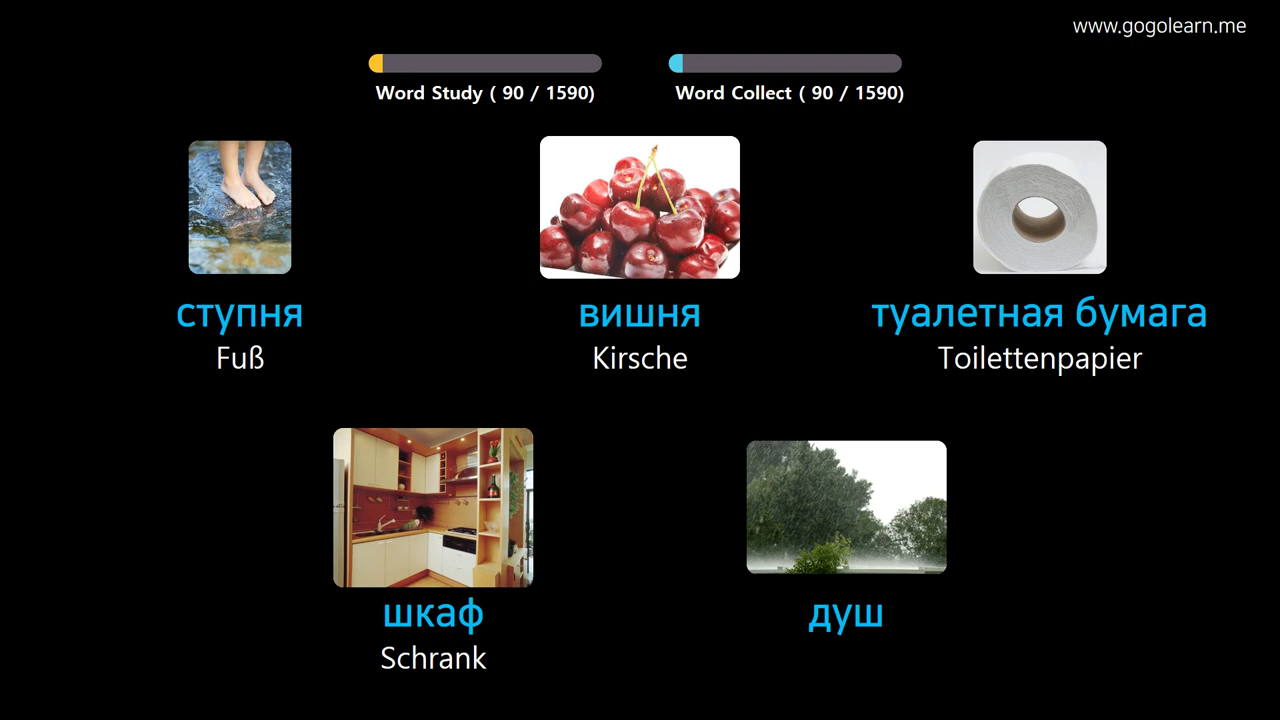 www.gogolearn.me
Word Study ( 90 / 1590)
Word Collect ( 90 / 1590)
ступня
Fuß
вишня
Kirsche
туалетная бумага
Toilettenpapier
шкаф
Schrank
душ